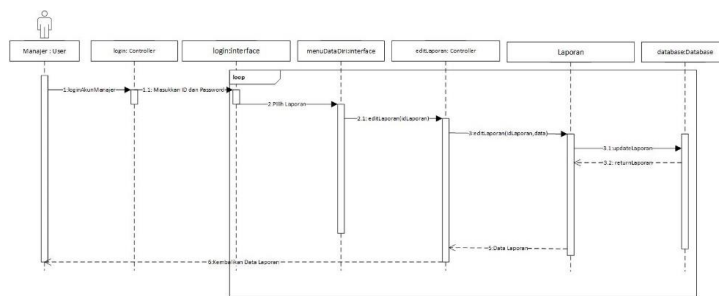 Manajer : User
login: Controller
login:Interface
menuDataDiri:Interface
editLaporan: Controller
Laporan
database:Database
loop
1:loginAkunManajer
1.1: Masukkan ID dan Password
2:Pilih Laporan
2.1: editLaporan(idLaporan)
3:editLaporan(idLaporan,data)
3.1:updateLaporan
3.2: returnLaporan
5:Data Laporan
6:Kembalikan Data Laporan